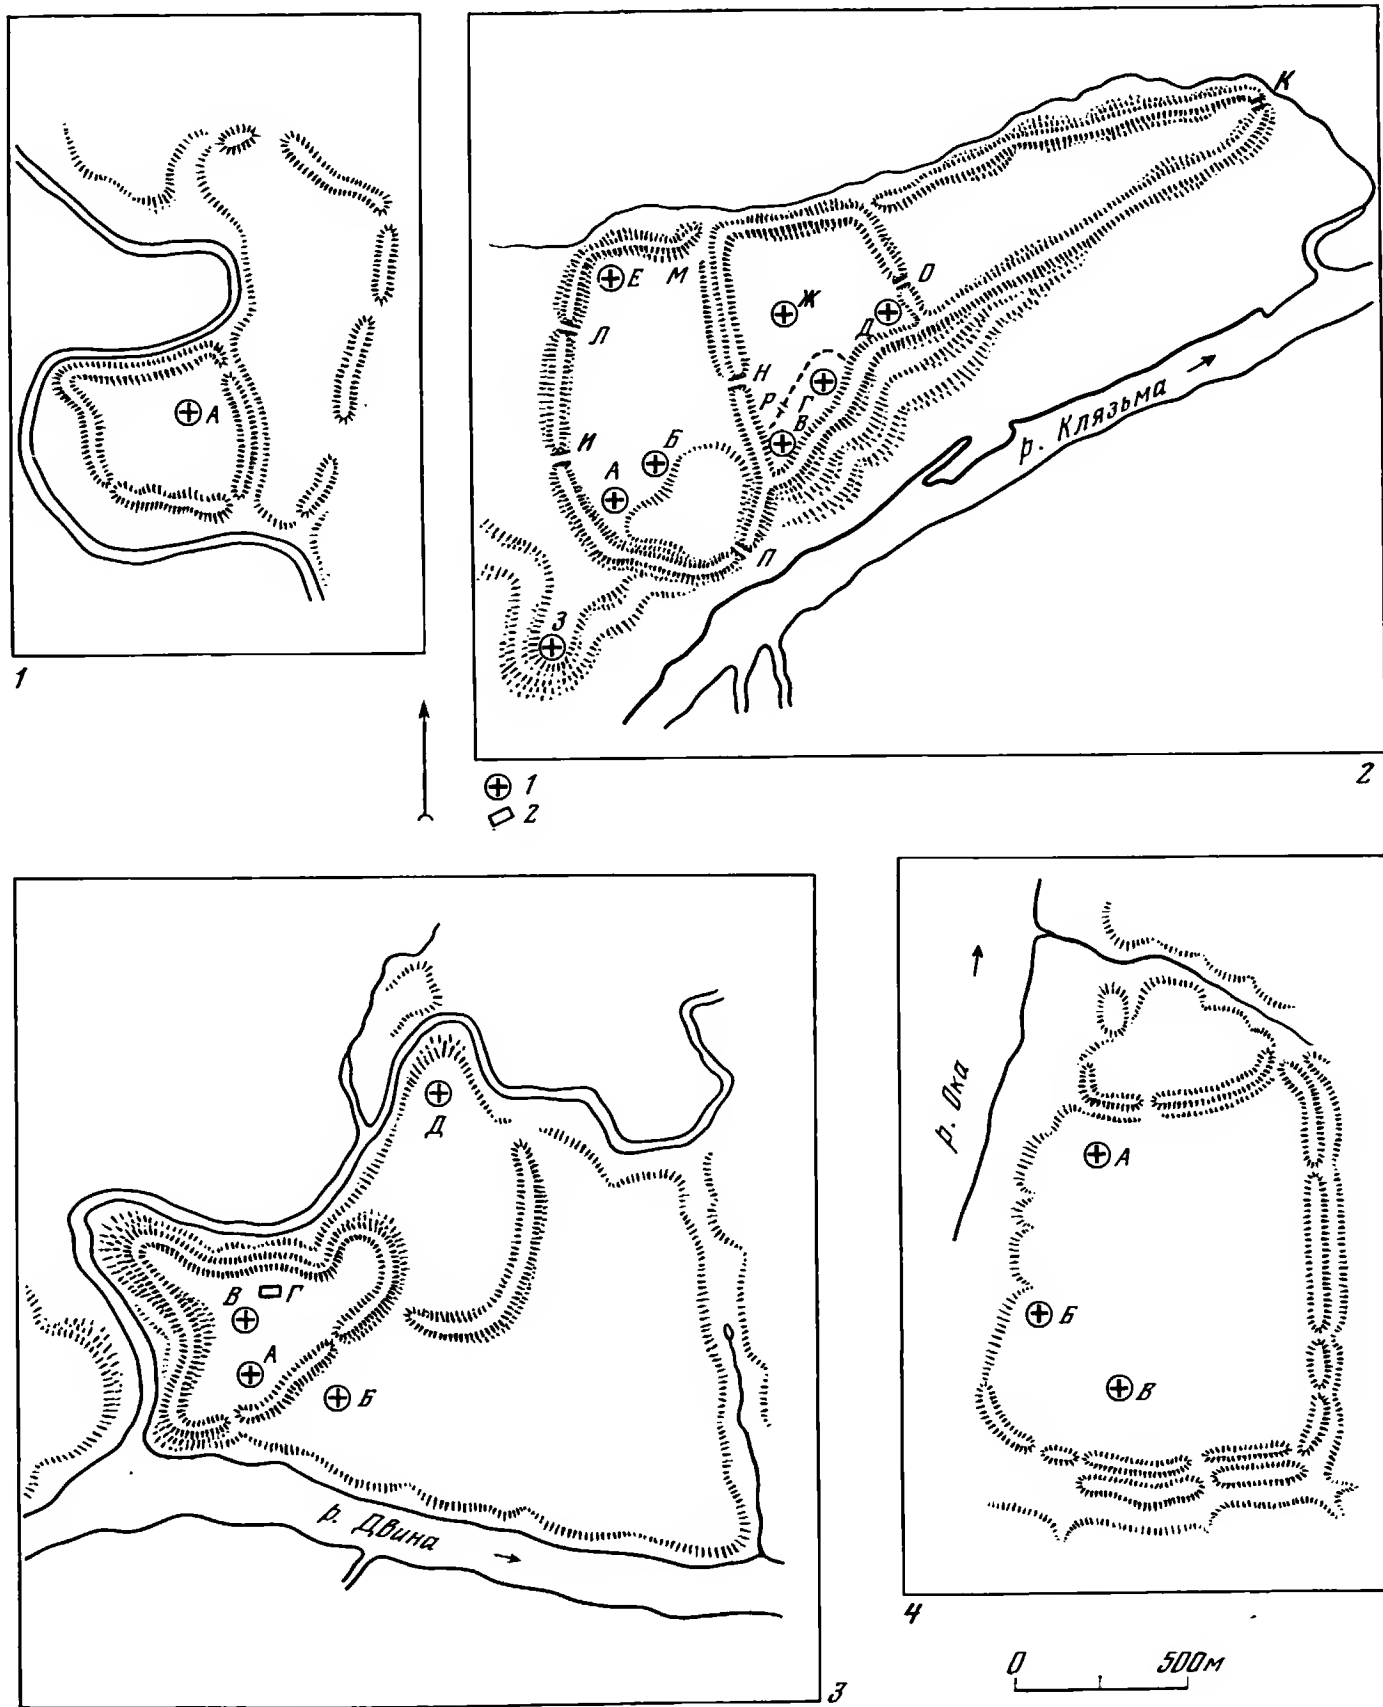 А
1
К
О
М
Е
Ж
Д
Л
Н
Р
Г
И
Б
В
А
П
З
р. Клязьма
2
1
2
Д
В
Г
А
Б
р. Двина
3
р. Ока
А
Б
В
4
0 500м